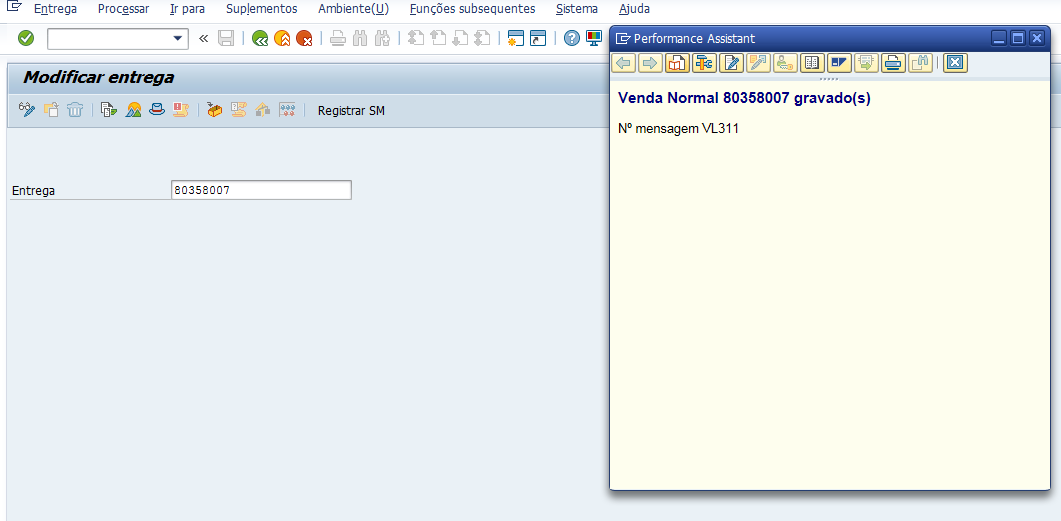 Entrega Processar Ir para Suplementos Ambiente(U) Funções subsequentes Sistema Ajuda
Performance Assistant
Modificar entrega
Registrar SM
Venda Normal 80358007 gravado(s)
Nº mensagem VL311
Entrega 80358007